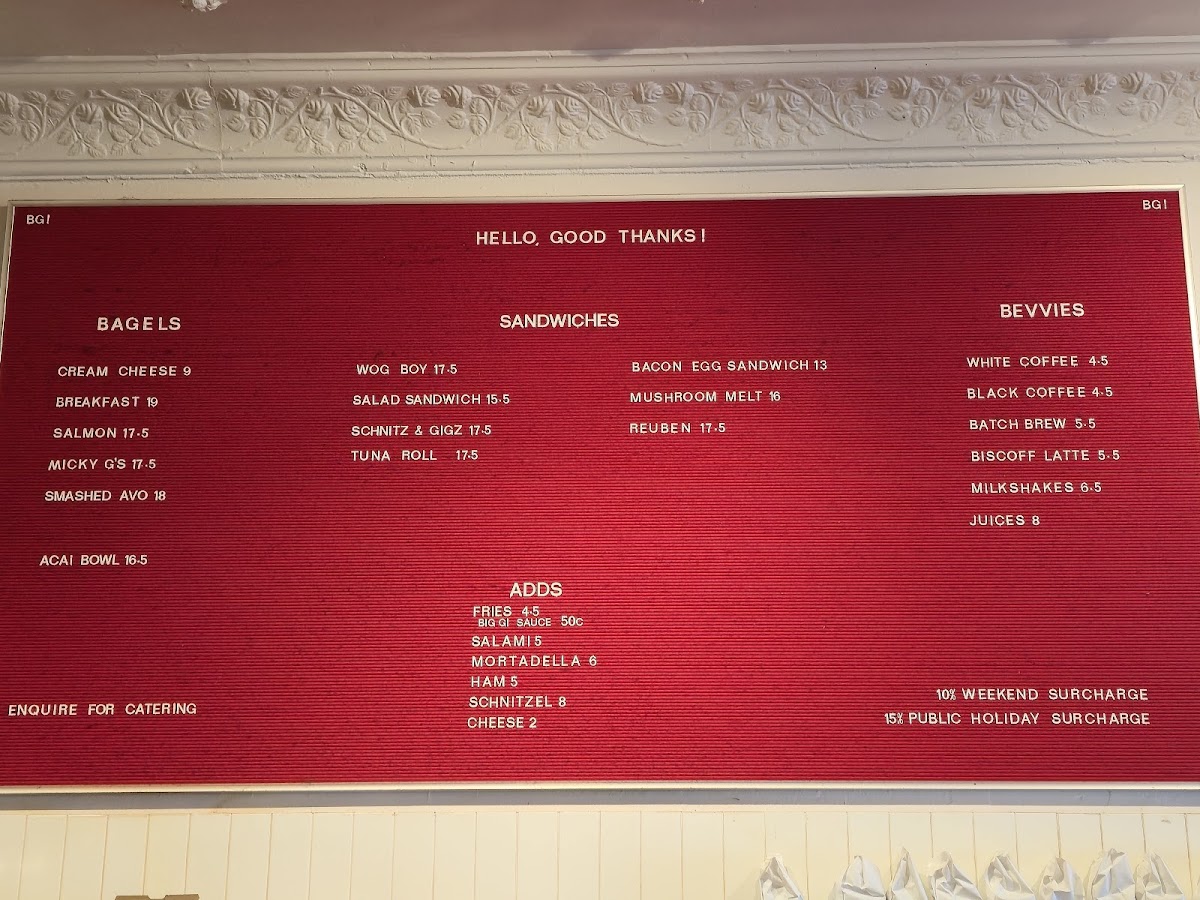 BG!
BG!
HELLO, GOOD THANKS!
BAGELS
CREAM CHEESE 9
BREAKFAST 19
SALMON 17.5
MICKY G'S 17.5
SMASHED AVO 18
ACAI BOWL 16.5
ENQUIRE FOR CATERING
SANDWICHES
WOG BOY 17.5
SALAD SANDWICH 15.5
SCHNITZ & GIGZ 17.5
TUNA ROLL 17.5
BACON EGG SANDWICH 13
MUSHROOM MELT 16
REUBEN 17.5
ADDS
FRIES 4.5
BIG GI SAUCE 50C
SALAMI 5
MORTADELLA 6
HAM 5
SCHNITZEL 8
CHEESE 2
BEVVIES
WHITE COFFEE 4.5
BLACK COFFEE 4.5
BATCH BREW 5.5
BISCOFF LATTE 5.5
MILKSHAKES 6.5
JUICES 8
10% WEEKEND SURCHARGE
15% PUBLIC HOLIDAY SURCHARGE